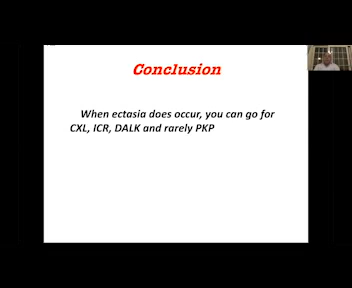 Conclusion
When ectasia does occur, you can go for
CXL, ICR, DALK and rarely PKP